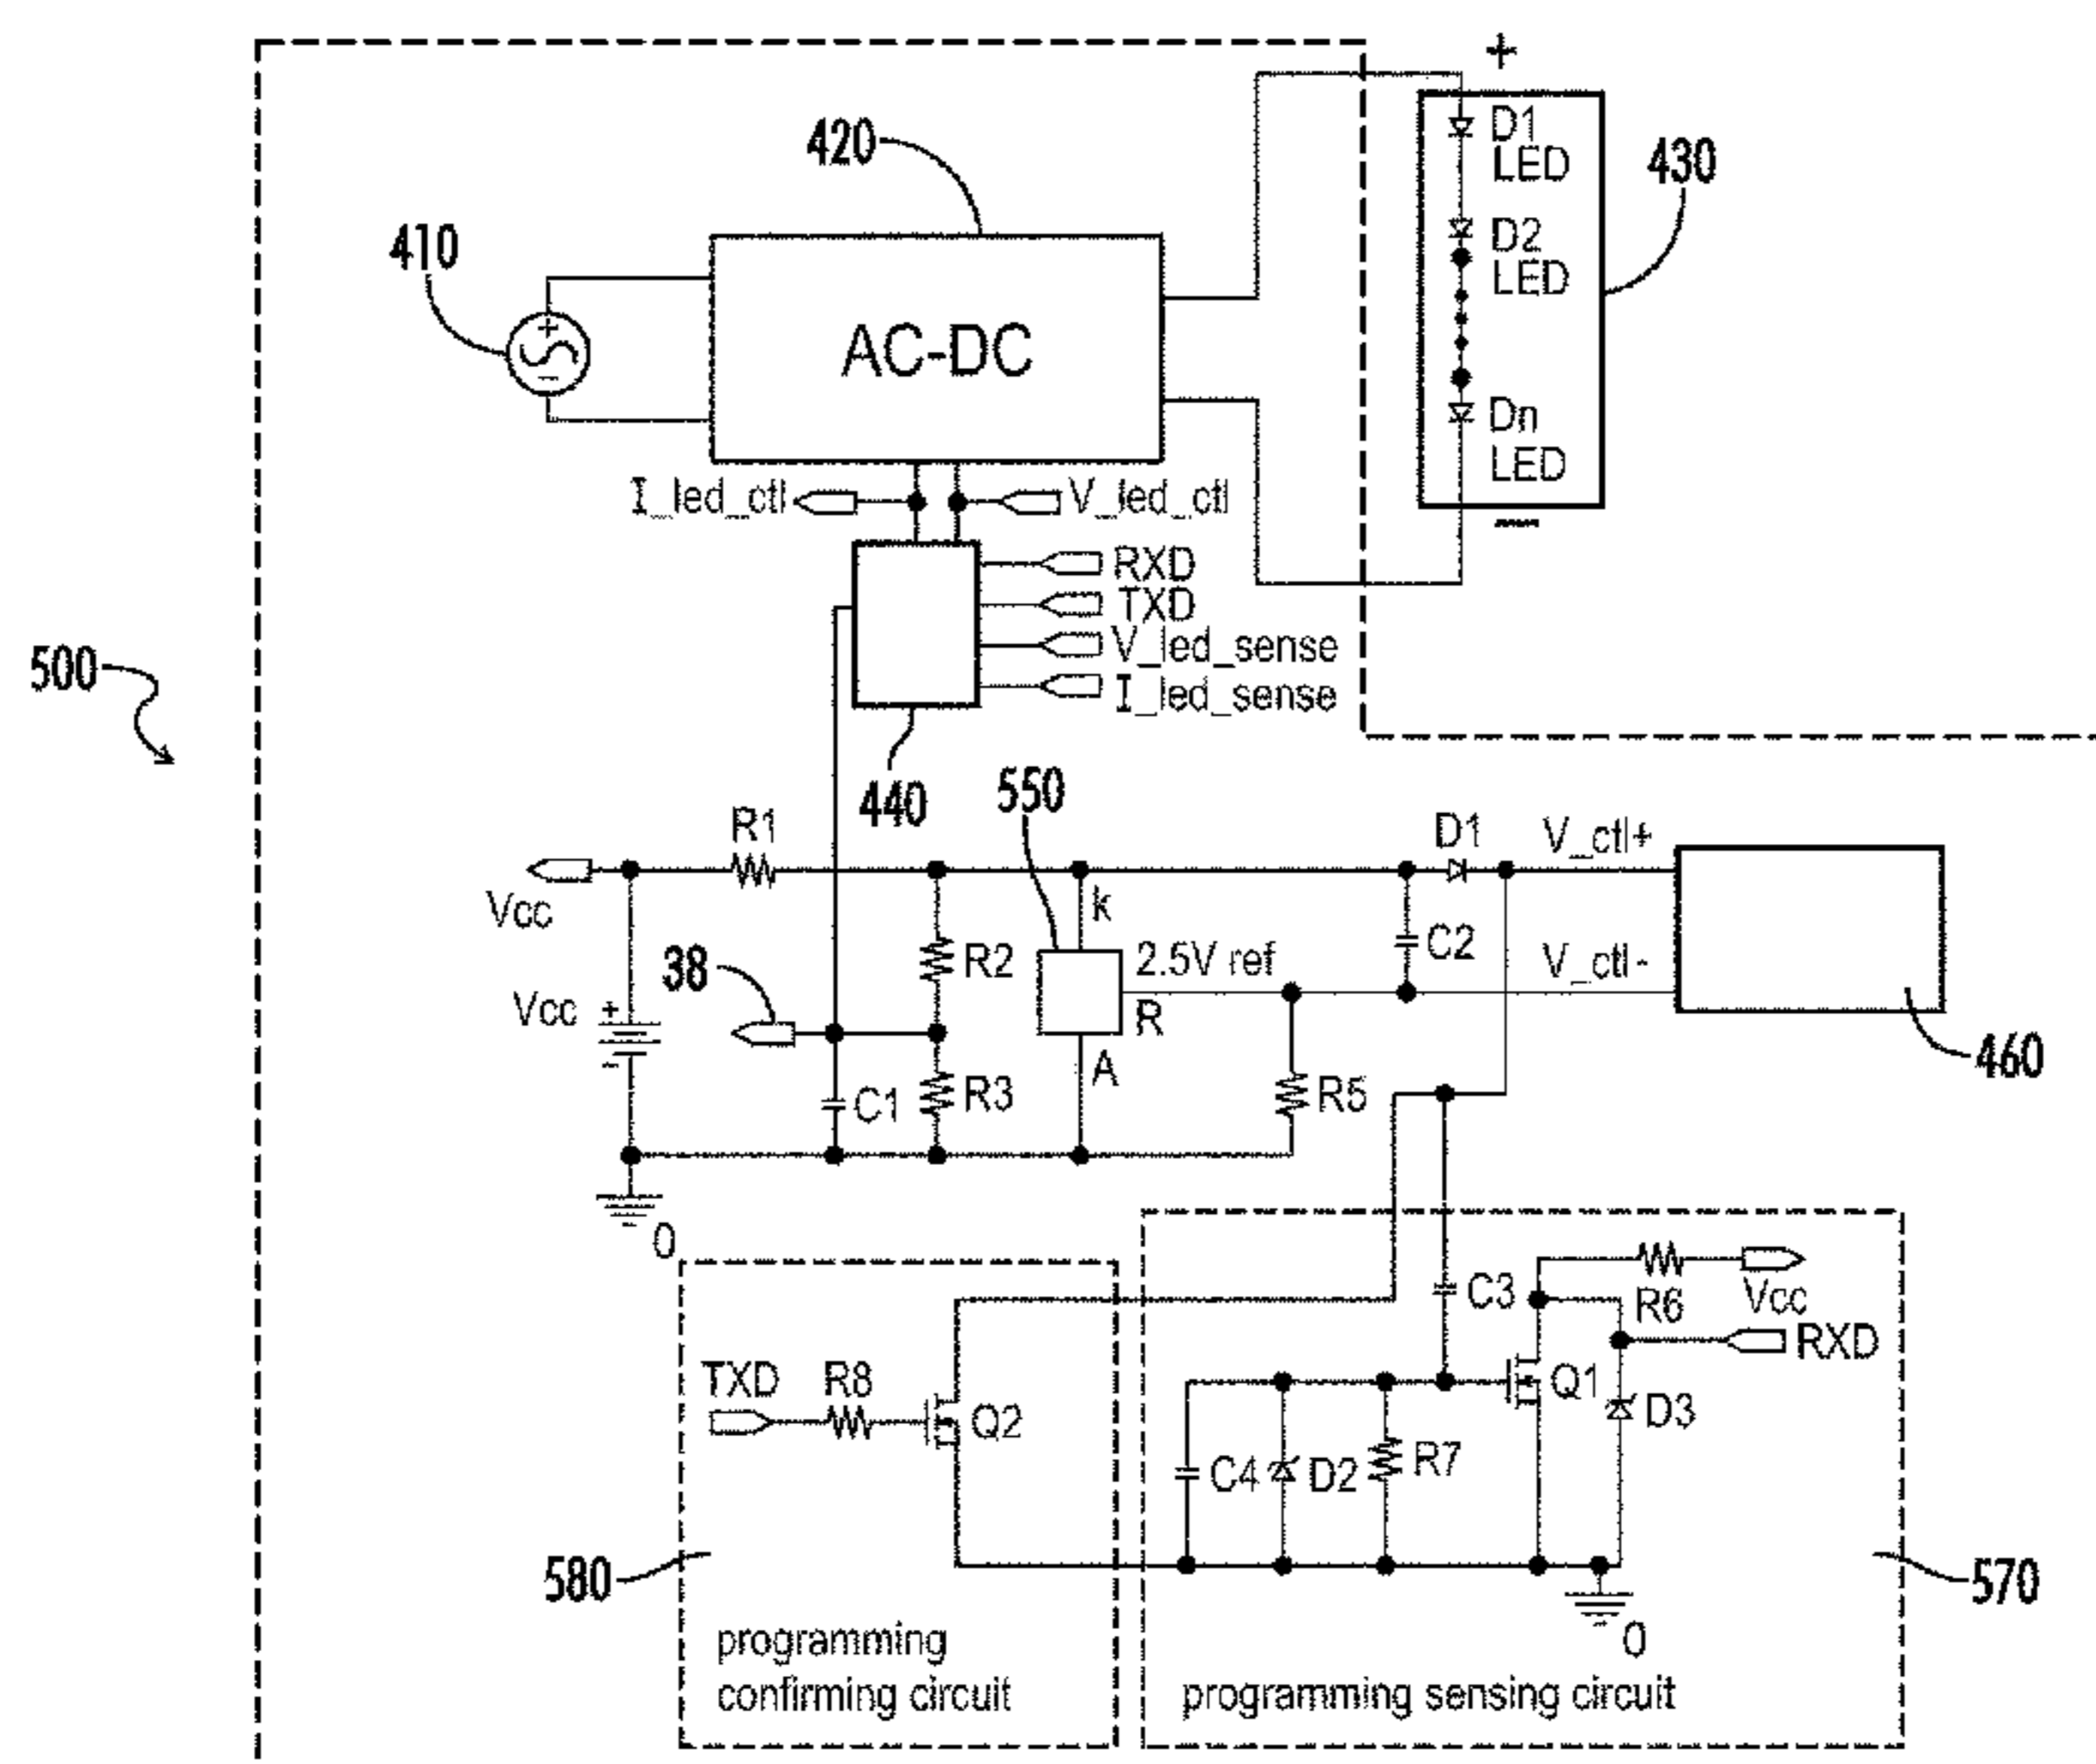 +
D1
LED
420
430
410
D2
LED
+
AC-DC
−
Dn
LED
I_led_ctl
V_led_ctl
−
RXD
TXD
V_led_sense
I_led_sense
500
440
550
R1
D1
V_ctl+
Vcc
k
38
R2
2.5V ref
C2
V_ctl-
Vcc
+
-
R
460
A
C1
R3
R5
0
C3
R6
Vcc
RXD
TXD
R8
Q2
Q1
D3
C4
D2
R7
580
570
0
programming
confirming circuit
programming sensing circuit